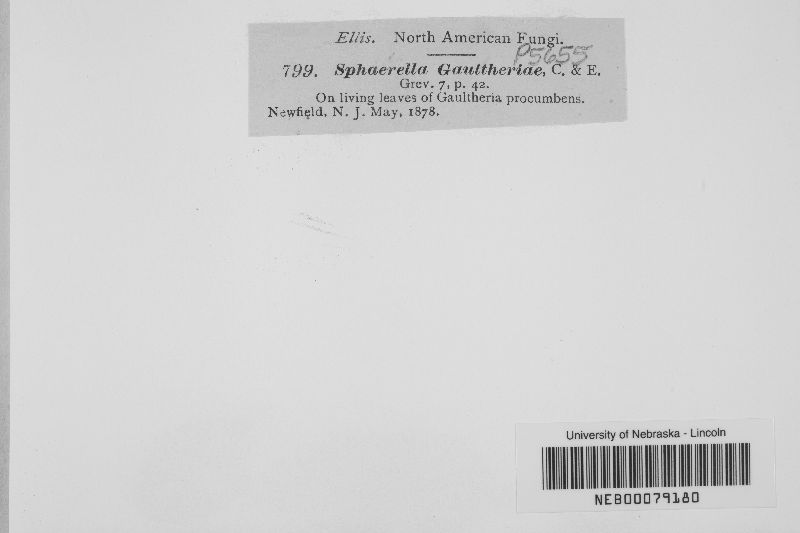 Ellis. North American Fungi.
P5655
799. Sphaerella Gaultheriae, C. & E.
Grev. 7, p. 42.
On living leaves of Gaultheria procumbens.
Newfield, N. J. May, 1878.
University of Nebraska - Lincoln
NEB00079180